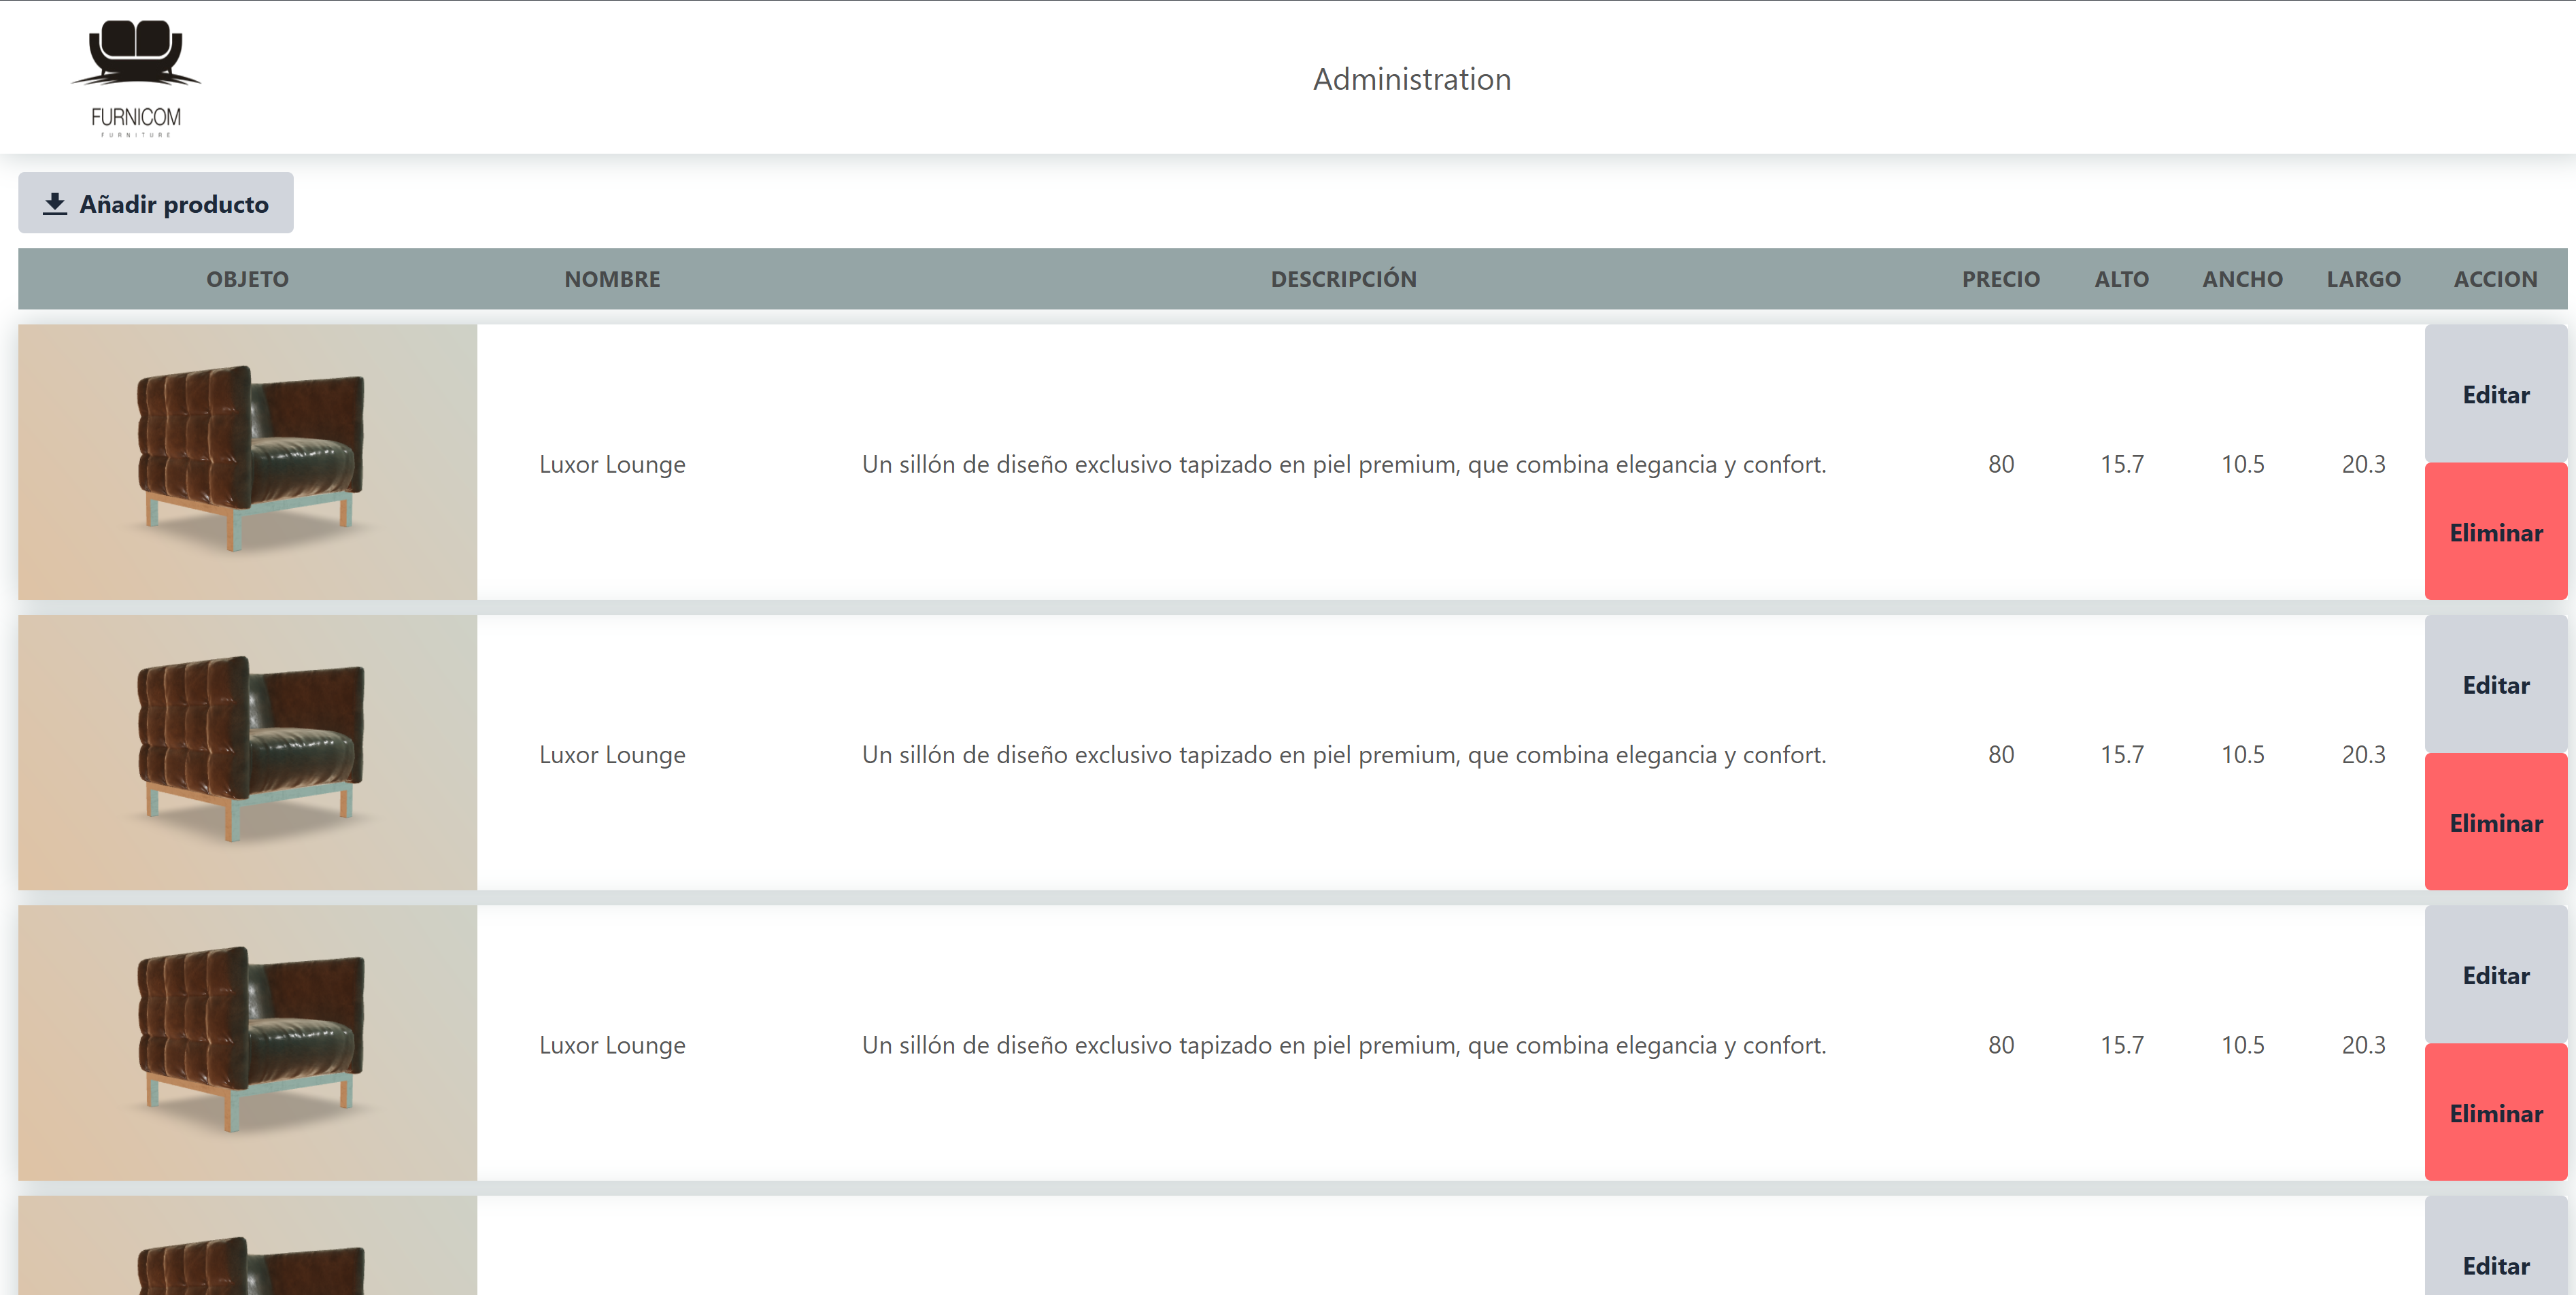 FURNICOM
FURNITURE
Administration
Añadir producto
OBJETO NOMBRE DESCRIPCIÓN PRECIO ALTO ANCHO LARGO ACCION
Editar
Luxor Lounge Un sillón de diseño exclusivo tapizado en piel premium, que combina elegancia y confort. 80 15.7 10.5 20.3
Eliminar
Editar
Luxor Lounge Un sillón de diseño exclusivo tapizado en piel premium, que combina elegancia y confort. 80 15.7 10.5 20.3
Eliminar
Editar
Luxor Lounge Un sillón de diseño exclusivo tapizado en piel premium, que combina elegancia y confort. 80 15.7 10.5 20.3
Eliminar
Editar